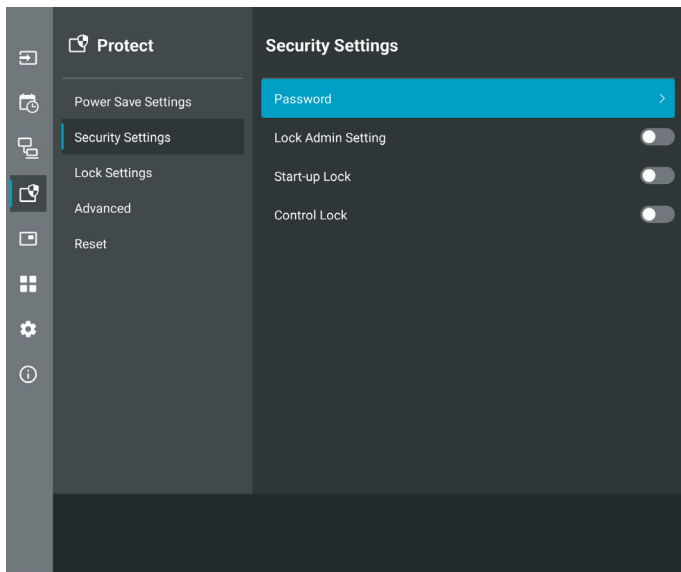 Protect
Power Save Settings
Security Settings
Lock Settings
Advanced
Reset
Security Settings
Password
Lock Admin Setting
Start-up Lock
Control Lock